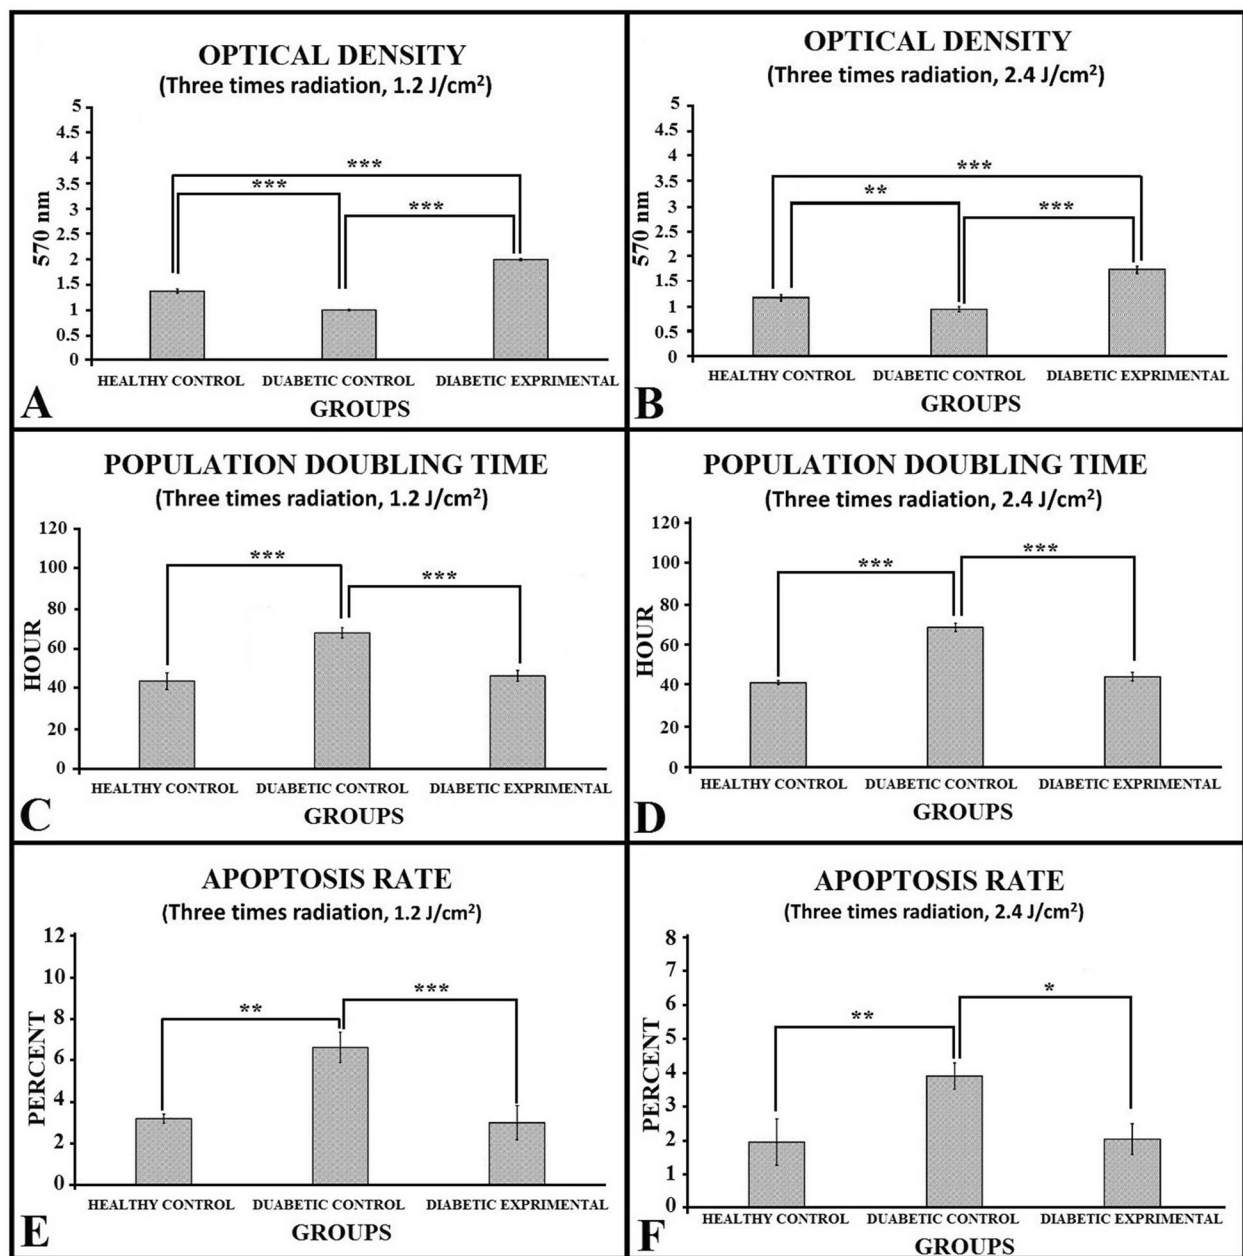 OPTICAL DENSITY
(Three times radiation, 1.2 J/cm²)
5
4.5
4
3.5
3
2.5
2
1.5
1
0.5
0
570 nm
***
***
***
HEALTHY CONTROL DUABETIC CONTROL DIABETIC EXPRIMENTAL
GROUPS
A
OPTICAL DENSITY
(Three times radiation, 2.4 J/cm²)
5
4.5
4
3.5
3
2.5
2
1.5
1
0.5
0
570 nm
***
**
***
HEALTHY CONTROL DUABETIC CONTROL DIABETIC EXPRIMENTAL
GROUPS
B
POPULATION DOUBLING TIME
(Three times radiation, 1.2 J/cm²)
120
100
80
60
40
20
0
HOUR
***
***
HEALTHY CONTROL DUABETIC CONTROL DIABETIC EXPRIMENTAL
GROUPS
C
POPULATION DOUBLING TIME
(Three times radiation, 2.4 J/cm²)
120
100
80
60
40
20
0
HOUR
***
***
HEALTHY CONTROL DUABETIC CONTROL DIABETIC EXPRIMENTAL
GROUPS
D
APOPTOSIS RATE
(Three times radiation, 1.2 J/cm²)
12
10
8
6
4
2
0
PERCENT
**
***
HEALTHY CONTROL DUABETIC CONTROL DIABETIC EXPRIMENTAL
GROUPS
E
APOPTOSIS RATE
(Three times radiation, 2.4 J/cm²)
8
7
6
5
4
3
2
1
0
PERCENT
**
*
HEALTHY CONTROL DUABETIC CONTROL DIABETIC EXPRIMENTAL
GROUPS
F